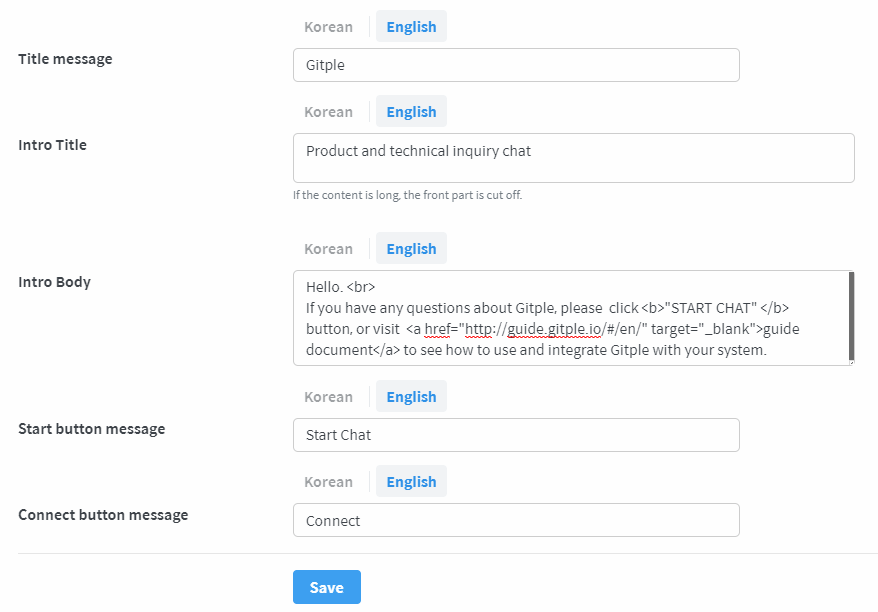 Korean English
Title message
Gitple
Korean English
Intro Title
Product and technical inquiry chat
If the content is long, the front part is cut off.
Korean English
Intro Body
Hello. <br>
If you have any questions about Gitple, please  click <b>"START CHAT" </b>
button, or visit  <a href="http://guide.gitple.io/#/en/" target="_blank">guide
document</a> to see how to use and integrate Gitple with your system.
Korean English
Start button message
Start Chat
Korean English
Connect button message
Connect
Save